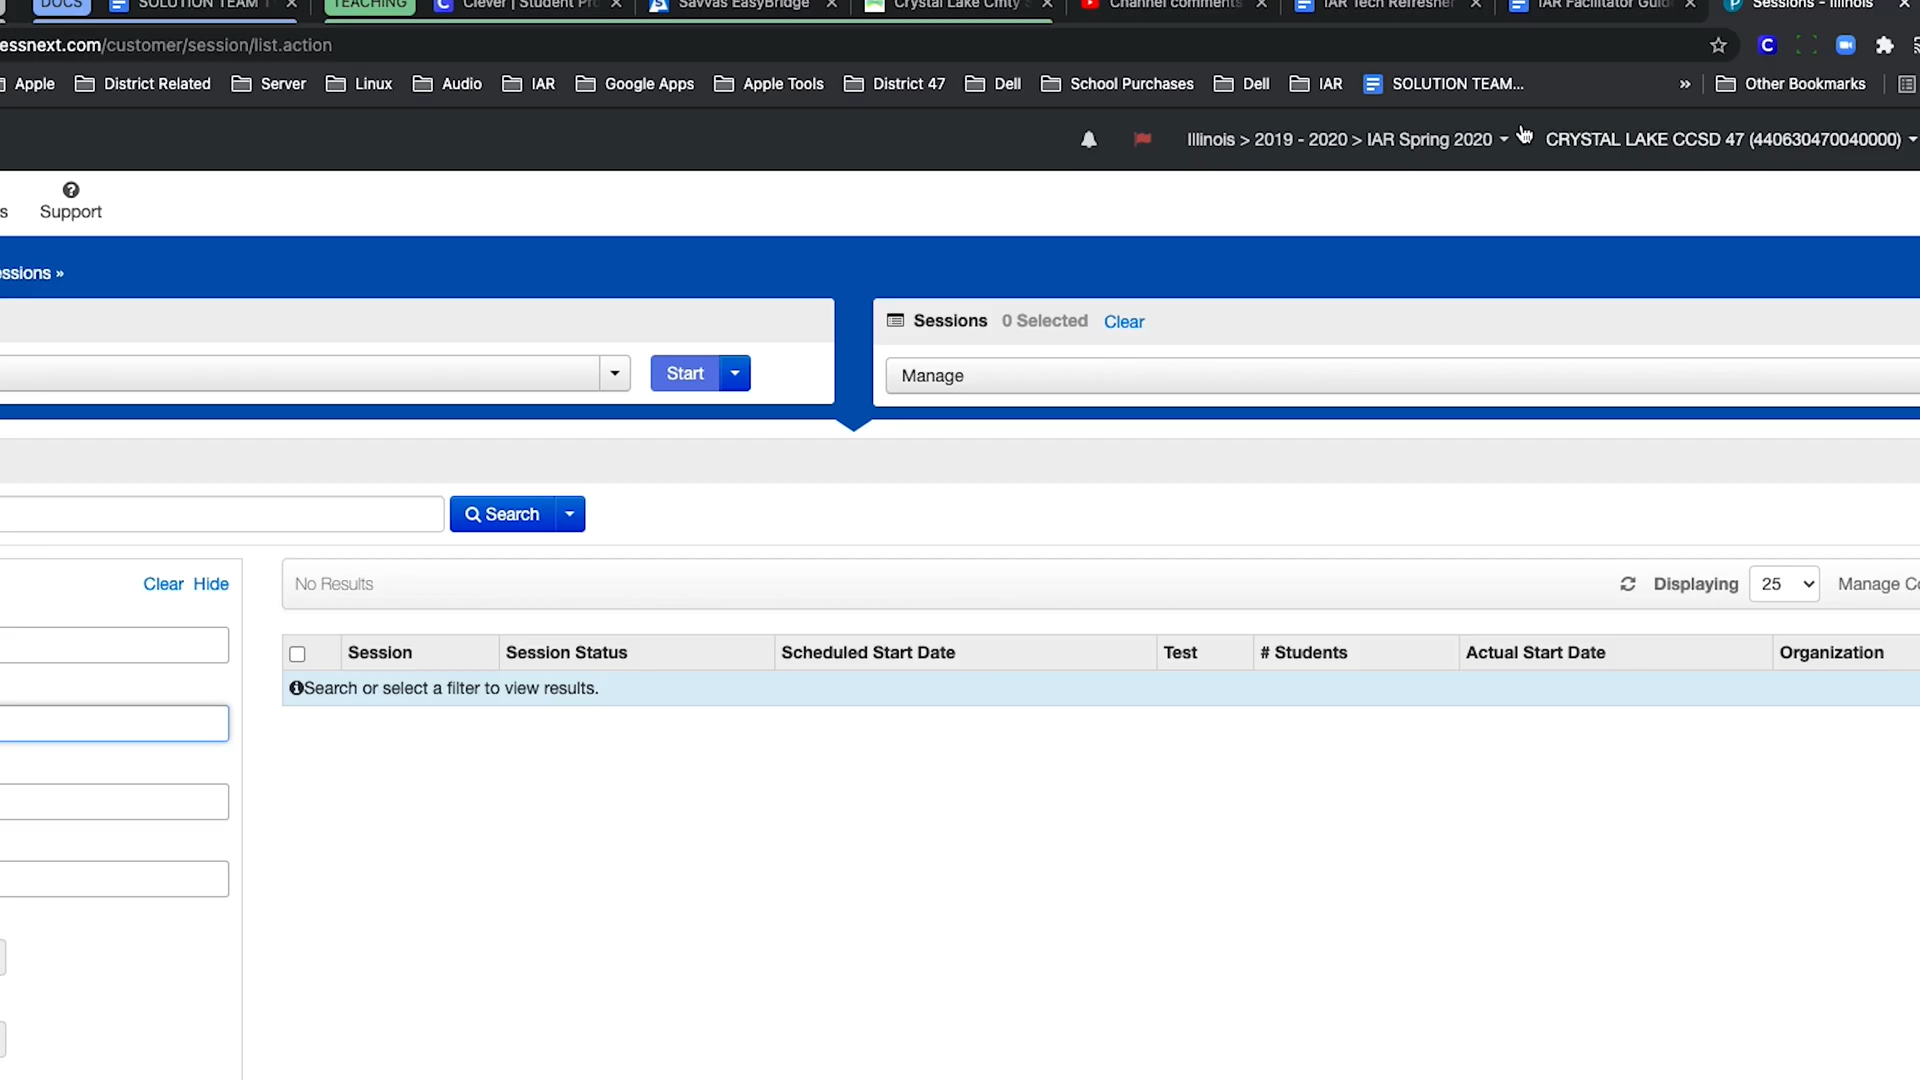 DOCS SOLUTION TEAM TEACHING Clever | Student Pr Savvas EasyBridge Crystal Lake Cmty Channel comments IAR Tech Refresher IAR Facilitator Guid Sessions - Illinois
essnext.com/customer/session/list.action
Apple District Related Server Linux Audio IAR Google Apps Apple Tools District 47 Dell School Purchases Dell IAR SOLUTION TEAM... » Other Bookmarks
Illinois > 2019 - 2020 > IAR Spring 2020 CRYSTAL LAKE CCSD 47 (440630470040000)
s Support
essions »
Sessions 0 Selected Clear
Start
Manage
Search
Clear Hide
No Results Displaying 25 Manage Co
Session Session Status Scheduled Start Date Test # Students Actual Start Date Organization
Search or select a filter to view results.